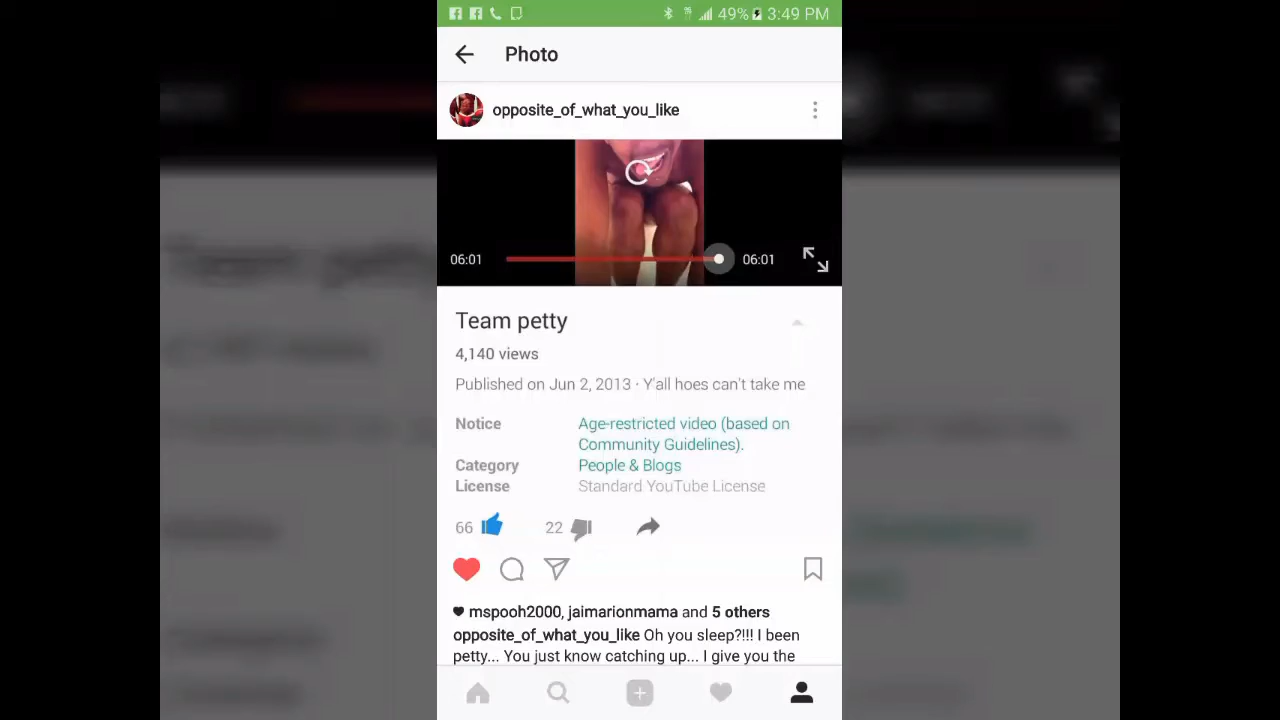 49% 3:49 PM
Photo
opposite_of_what_you_like
06:01 06:01
Team petty
4,140 views
Published on Jun 2, 2013 · Y'all hoes can't take me
Notice Age-restricted video (based on
Community Guidelines).
Category People & Blogs
License Standard YouTube License
66 22
mspooh2000, jaimarionmama and 5 others
opposite_of_what_you_like Oh you sleep?!!! I been
petty... You just know catching up... I give you the